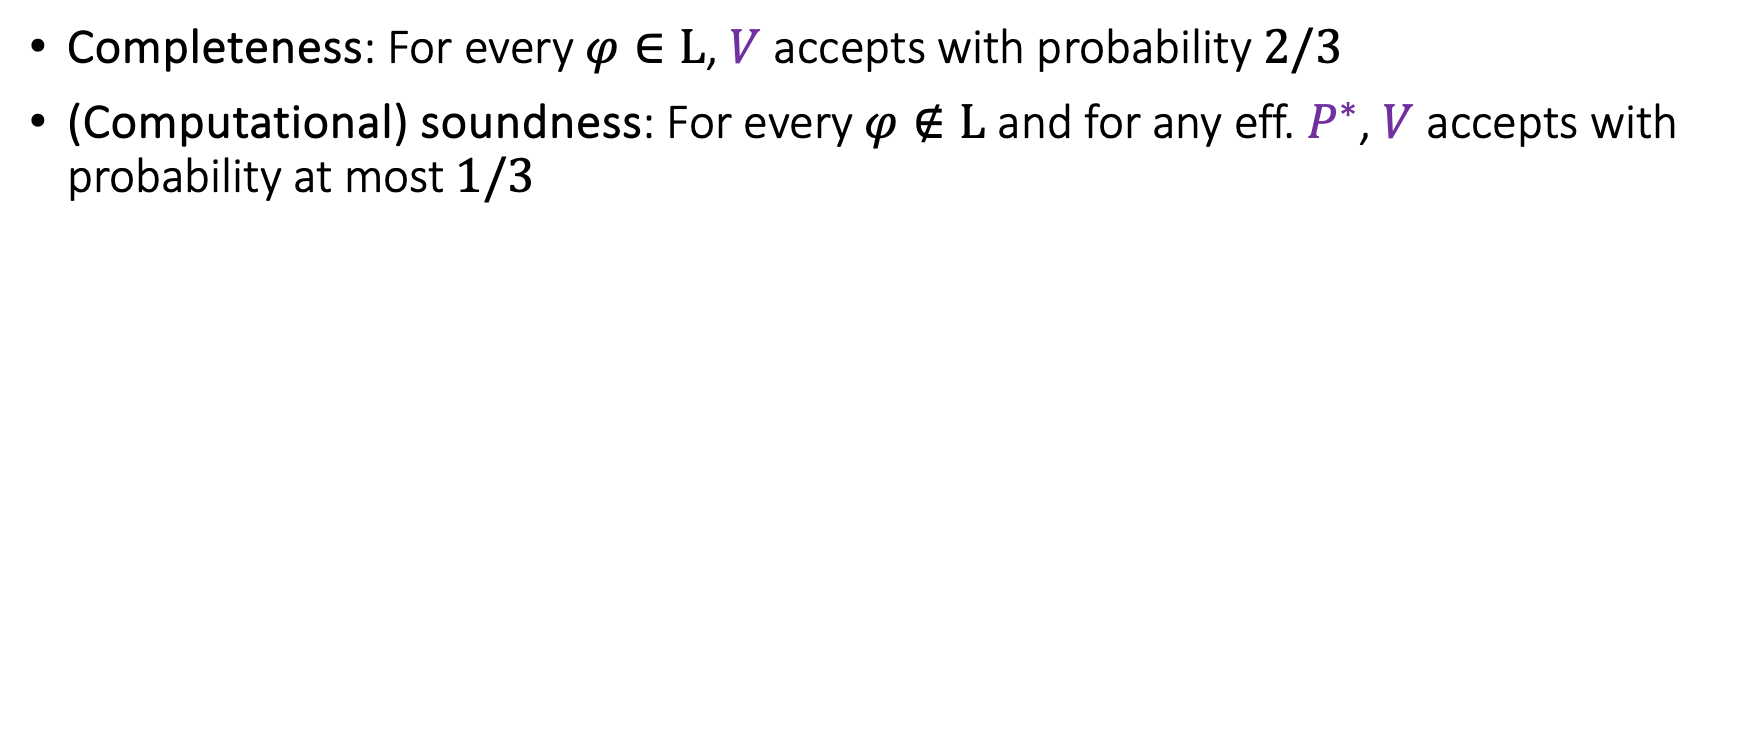 • Completeness: For every φ ∈ L, V accepts with probability 2/3
• (Computational) soundness: For every φ ∉ L and for any eff. P*, V accepts with
probability at most 1/3